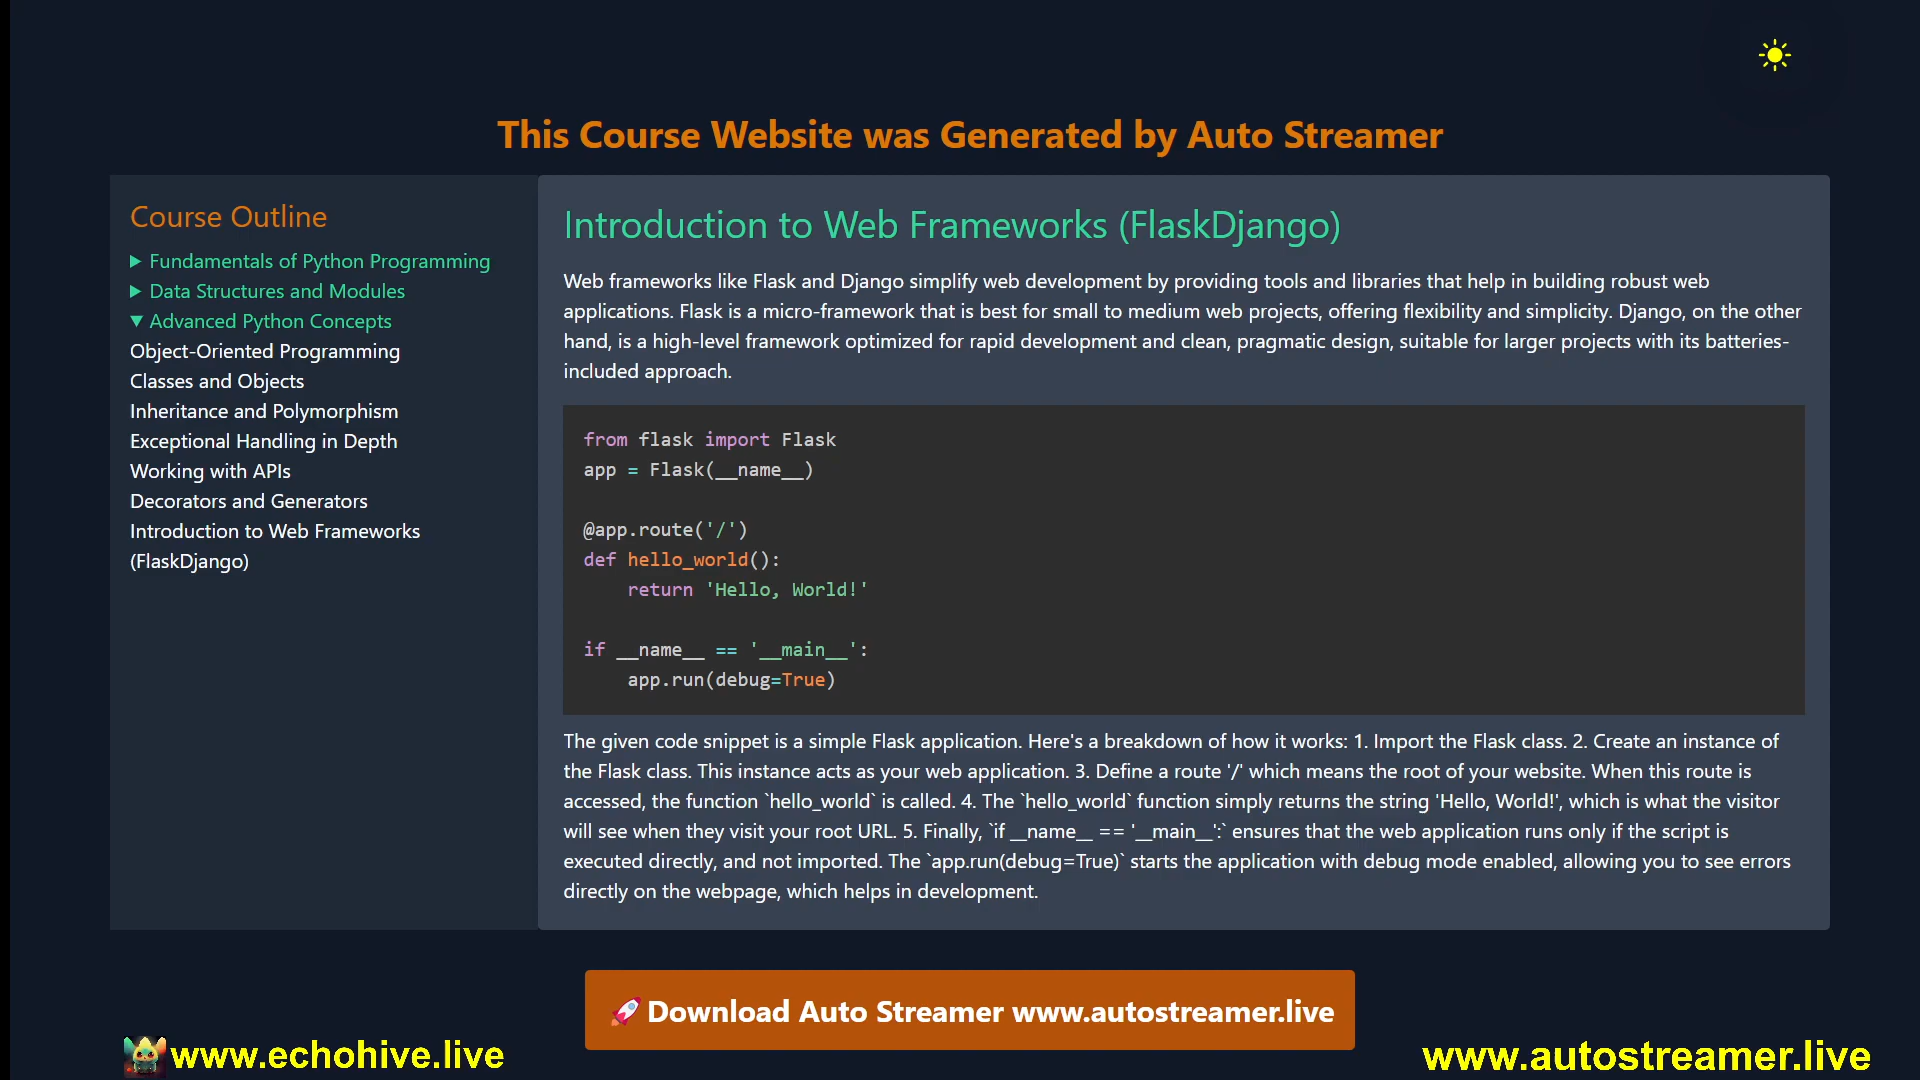 This Course Website was Generated by Auto Streamer
Course Outline
▶ Fundamentals of Python Programming
▶ Data Structures and Modules
▼ Advanced Python Concepts
Object-Oriented Programming
Classes and Objects
Inheritance and Polymorphism
Exceptional Handling in Depth
Working with APIs
Decorators and Generators
Introduction to Web Frameworks
(FlaskDjango)
Introduction to Web Frameworks (FlaskDjango)
Web frameworks like Flask and Django simplify web development by providing tools and libraries that help in building robust web
applications. Flask is a micro-framework that is best for small to medium web projects, offering flexibility and simplicity. Django, on the other
hand, is a high-level framework optimized for rapid development and clean, pragmatic design, suitable for larger projects with its batteries-
included approach.
from flask import Flask
app = Flask(__name__)
@app.route('/')
def hello_world():
    return 'Hello, World!'
if __name__ == '__main__':
    app.run(debug=True)
The given code snippet is a simple Flask application. Here's a breakdown of how it works: 1. Import the Flask class. 2. Create an instance of
the Flask class. This instance acts as your web application. 3. Define a route '/' which means the root of your website. When this route is
accessed, the function `hello_world` is called. 4. The `hello_world` function simply returns the string 'Hello, World!', which is what the visitor
will see when they visit your root URL. 5. Finally, `if __name__ == '__main__':` ensures that the web application runs only if the script is
executed directly, and not imported. The `app.run(debug=True)` starts the application with debug mode enabled, allowing you to see errors
directly on the webpage, which helps in development.
🚀 Download Auto Streamer www.autostreamer.live
www.echohive.live
www.autostreamer.live